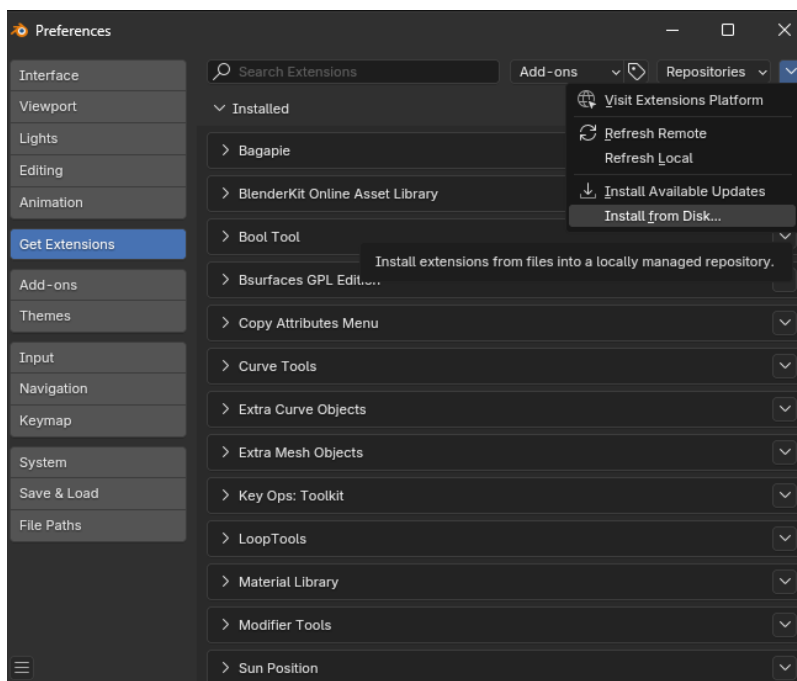 Preferences
Interface
Viewport
Lights
Editing
Animation
Get Extensions
Add-ons
Themes
Input
Navigation
Keymap
System
Save & Load
File Paths
Search Extensions
Add-ons
Repositories
Visit Extensions Platform
Refresh Remote
Refresh Local
Install Available Updates
Install from Disk...
Install extensions from files into a locally managed repository.
Installed
Bagapie
BlenderKit Online Asset Library
Bool Tool
Bsurfaces GPL Edition
Copy Attributes Menu
Curve Tools
Extra Curve Objects
Extra Mesh Objects
Key Ops: Toolkit
LoopTools
Material Library
Modifier Tools
Sun Position